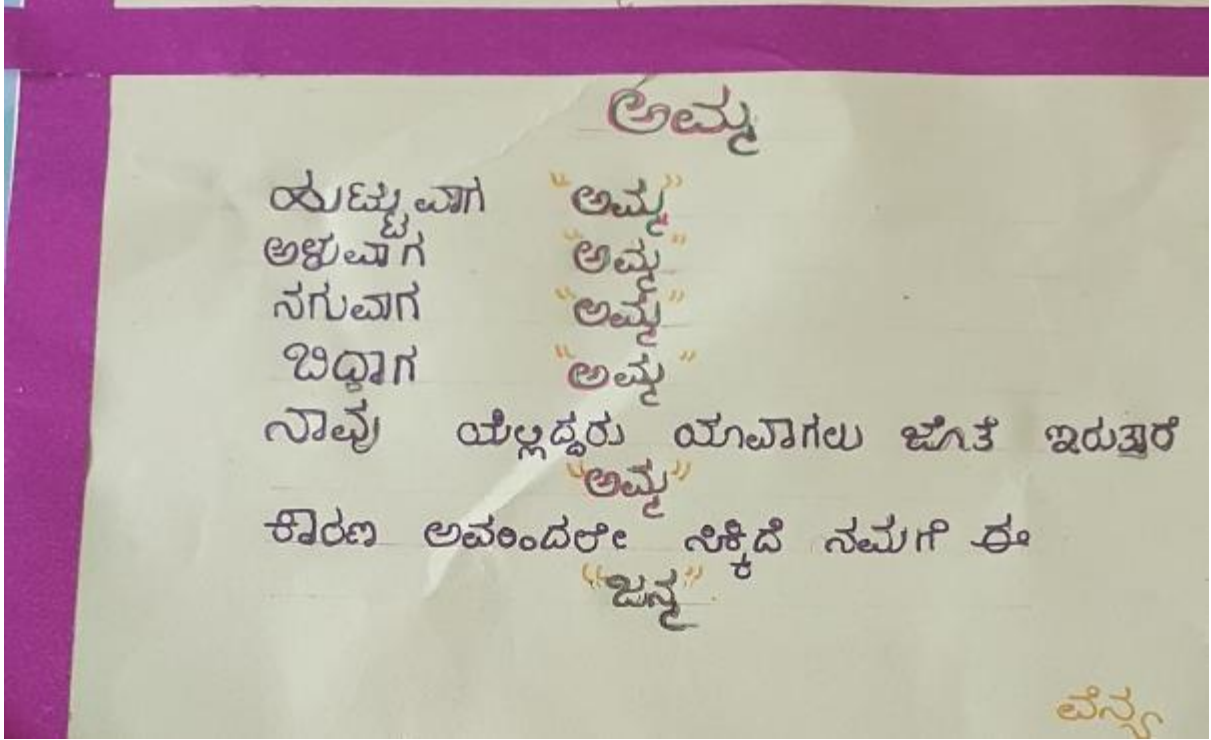 ಅಮ್ಮ
ಹುಟ್ಟುವಾಗ "ಅಮ್ಮ"
ಅಳುವಾಗ "ಅಮ್ಮ"
ನಗುವಾಗ "ಅಮ್ಮ"
ಬಿದ್ದಾಗ "ಅಮ್ಮ"
ನಾವು ಯೆಲ್ಲದ್ದರು ಯಾವಾಗಲು ಜೊತೆ ಇರುತ್ತಾರೆ
"ಅಮ್ಮ"
ಕಾರಣ ಅವರಿಂದಲೇ ಸಿಕ್ಕಿದೆ ನಮಗೆ ಈ
"ಜನ್ಮ"
ವೆನ್ಯ